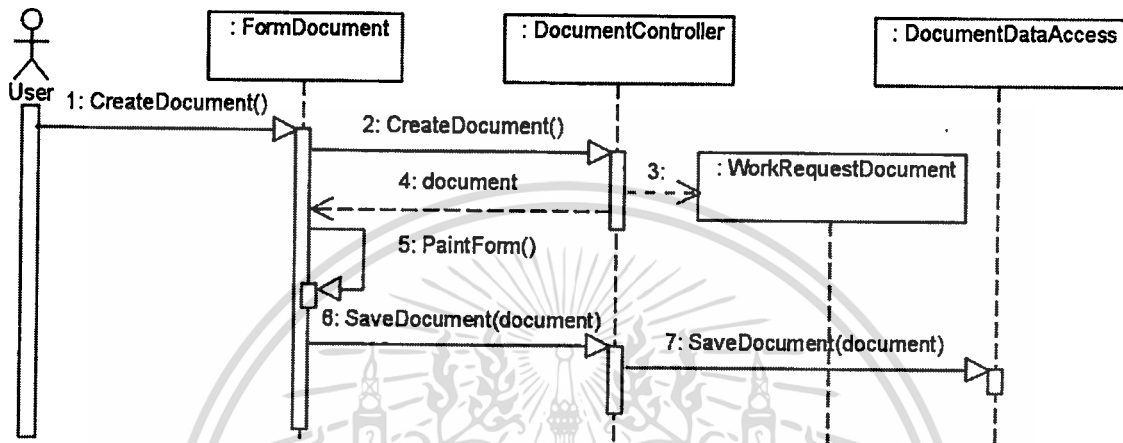 : FormDocument
: DocumentController
: DocumentDataAccess
User
1: CreateDocument()
2: CreateDocument()
3:
: WorkRequestDocument
4: document
5: PaintForm()
6: SaveDocument(document)
7: SaveDocument(document)